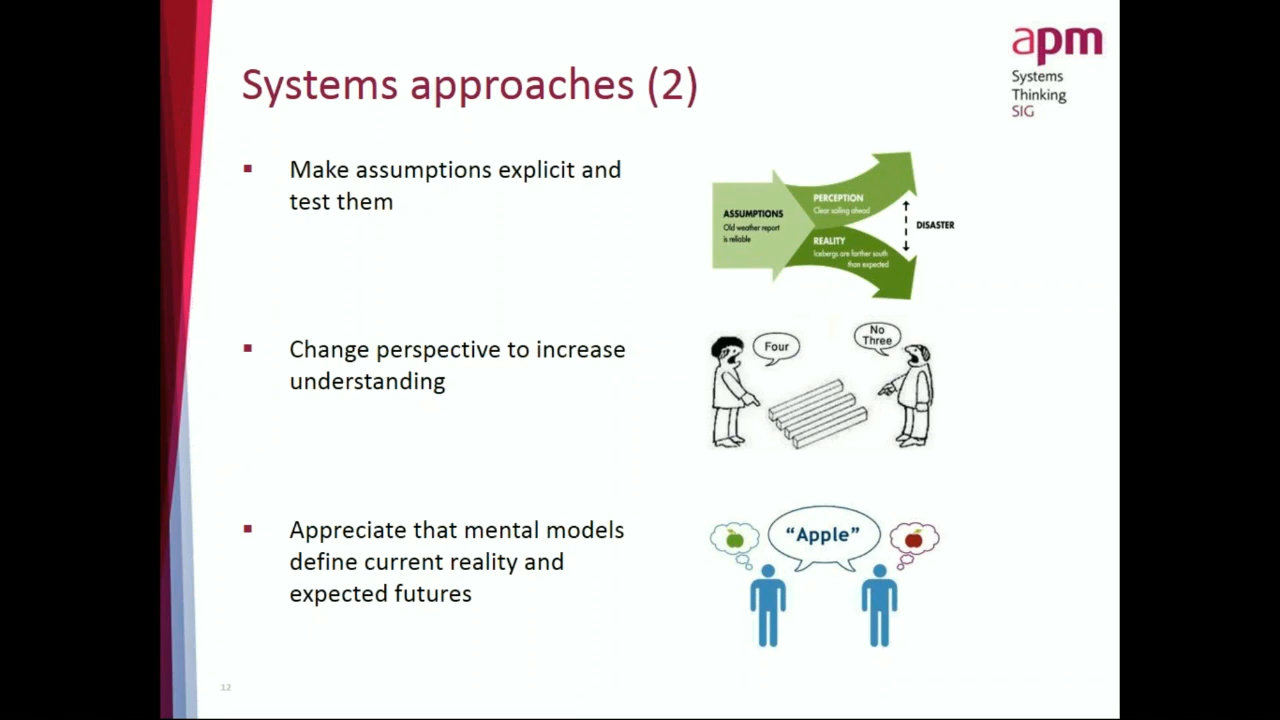 apm
Systems
Thinking
SIG
Systems approaches (2)
▪ Make assumptions explicit and
test them
ASSUMPTIONS
Old weather report
is reliable
PERCEPTION
Clear sailing ahead
REALITY
Icebergs are farther south
than expected
DISASTER
▪ Change perspective to increase
understanding
Four
No
Three
▪ Appreciate that mental models
define current reality and
expected futures
“Apple”
12